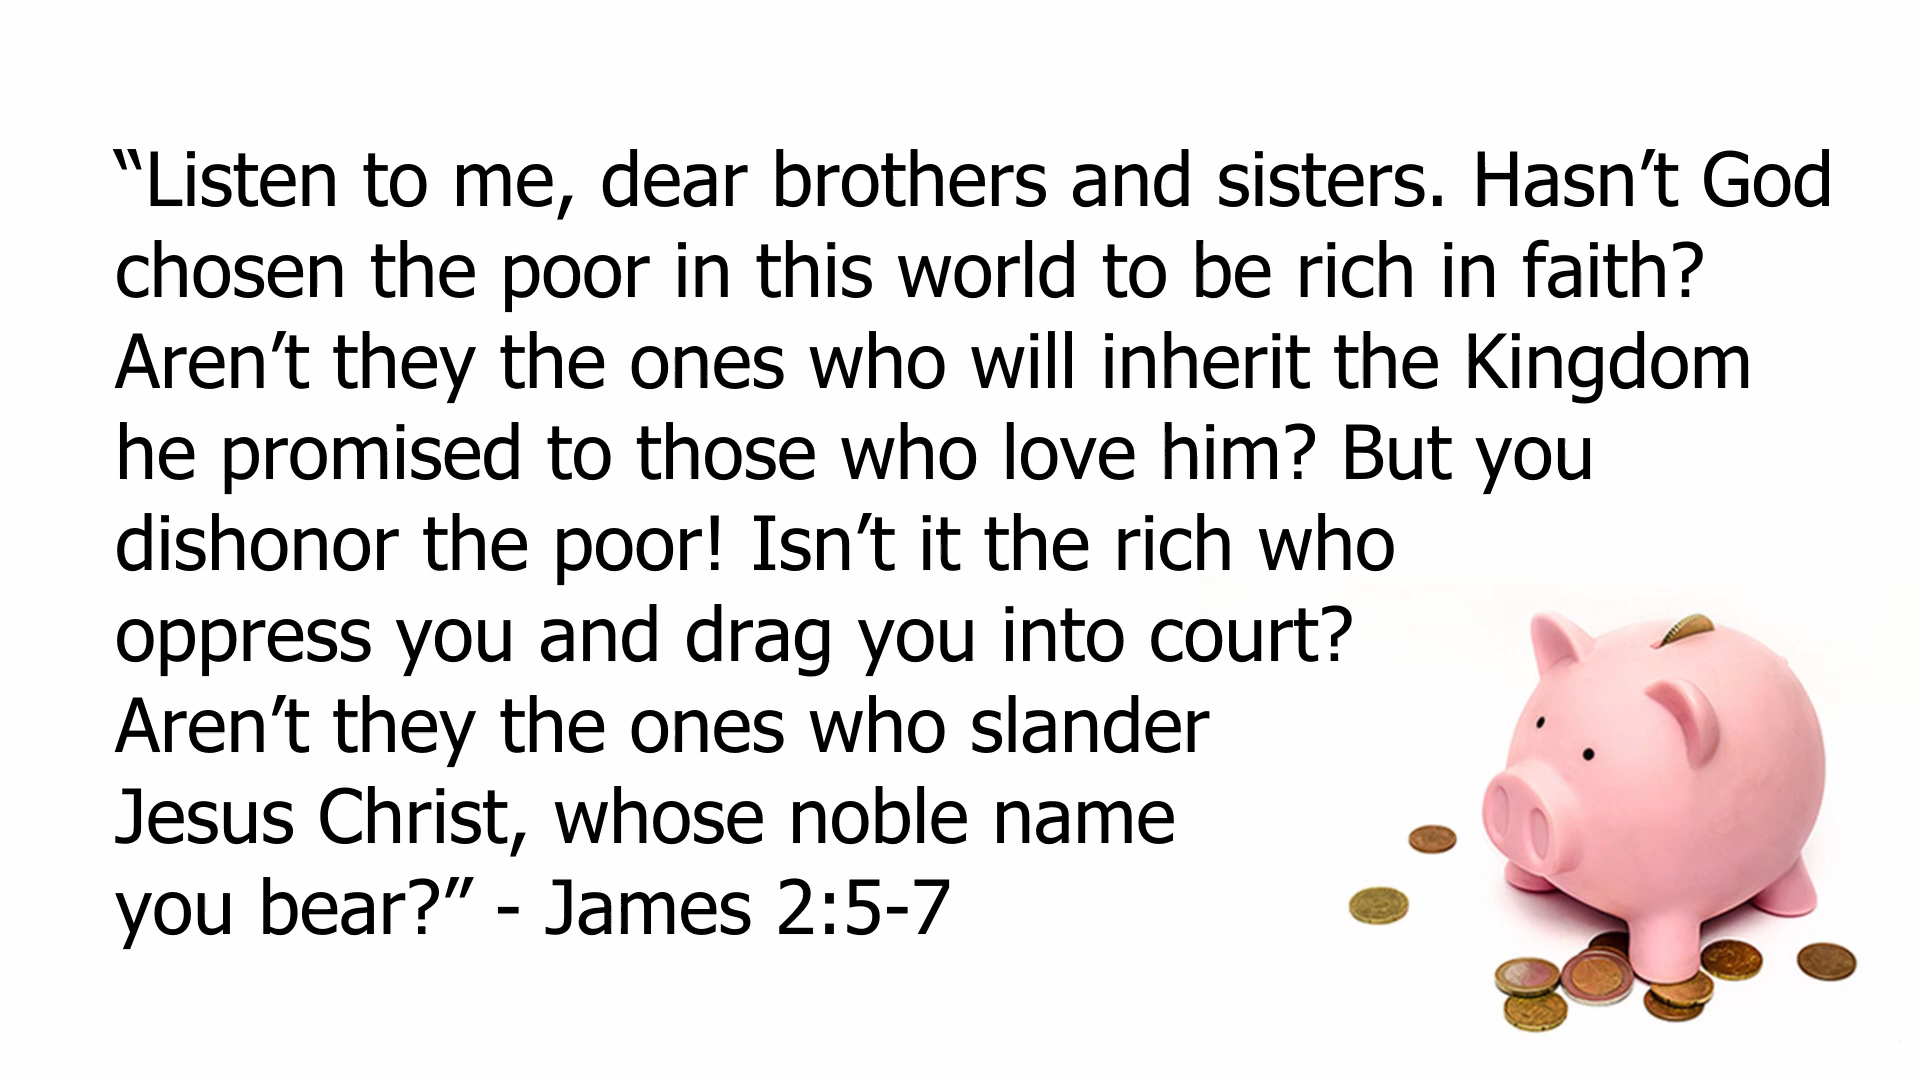 “Listen to me, dear brothers and sisters. Hasn’t God
chosen the poor in this world to be rich in faith?
Aren’t they the ones who will inherit the Kingdom
he promised to those who love him? But you
dishonor the poor! Isn’t it the rich who
oppress you and drag you into court?
Aren’t they the ones who slander
Jesus Christ, whose noble name
you bear?” - James 2:5-7